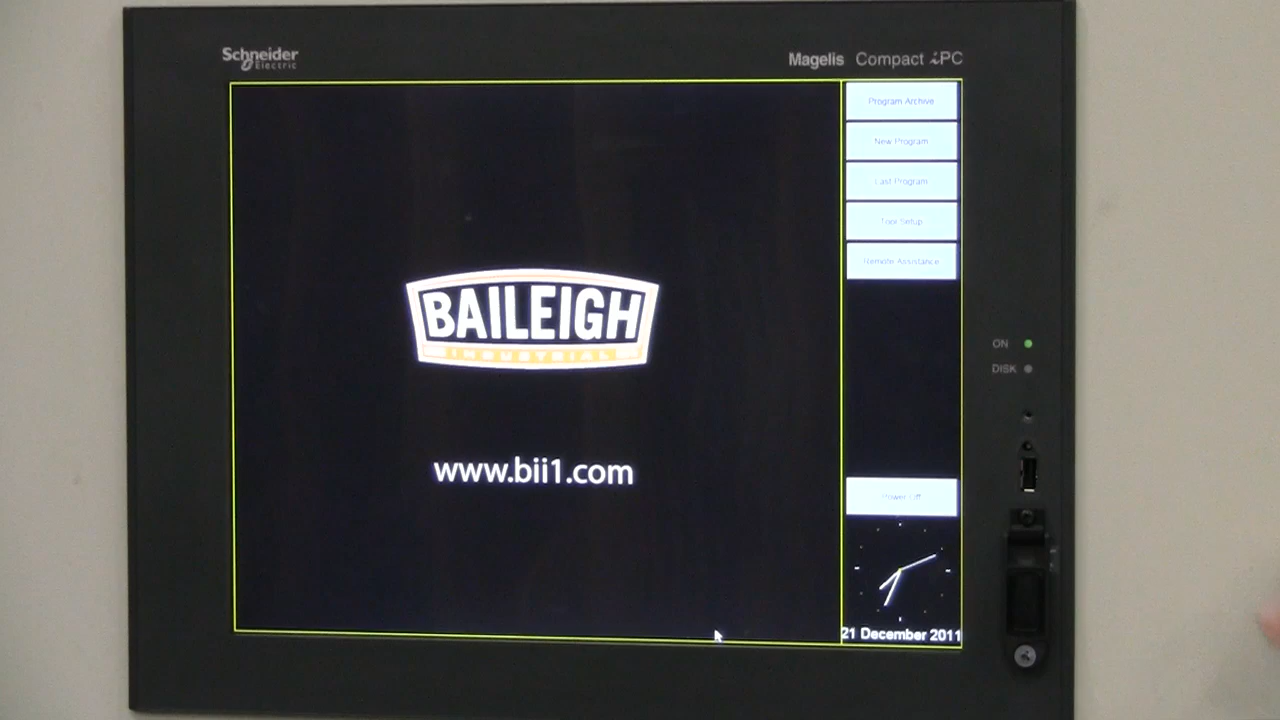 Schneider
Electric
Magelis Compact iPC
Program Archive
New Program
Last Program
Tool Setup
Remote Assistance
BAILEIGH
INDUSTRIAL
ON
DISK
www.bii1.com
Power Off
21 December 2011